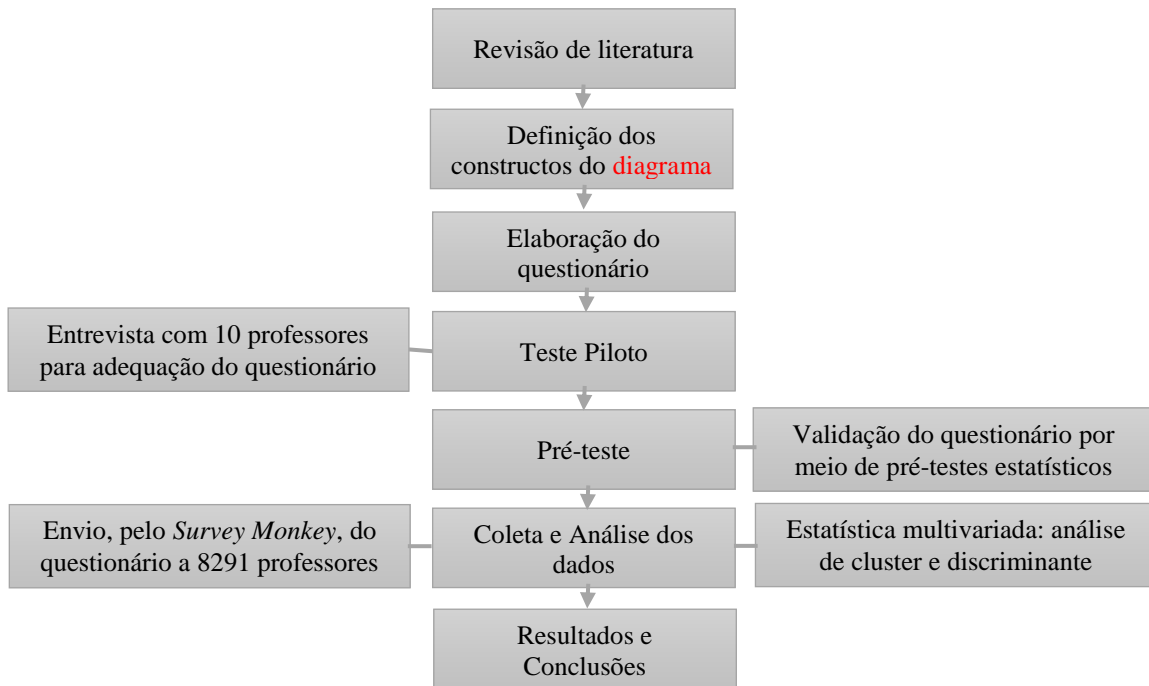 Revisão de literatura
Definição dos
constructos do diagrama
Elaboração do
questionário
Entrevista com 10 professores
para adequação do questionário
Teste Piloto
Pré-teste
Validação do questionário por
meio de pré-testes estatísticos
Envio, pelo Survey Monkey, do
questionário a 8291 professores
Coleta e Análise dos
dados
Estatística multivariada: análise
de cluster e discriminante
Resultados e
Conclusões